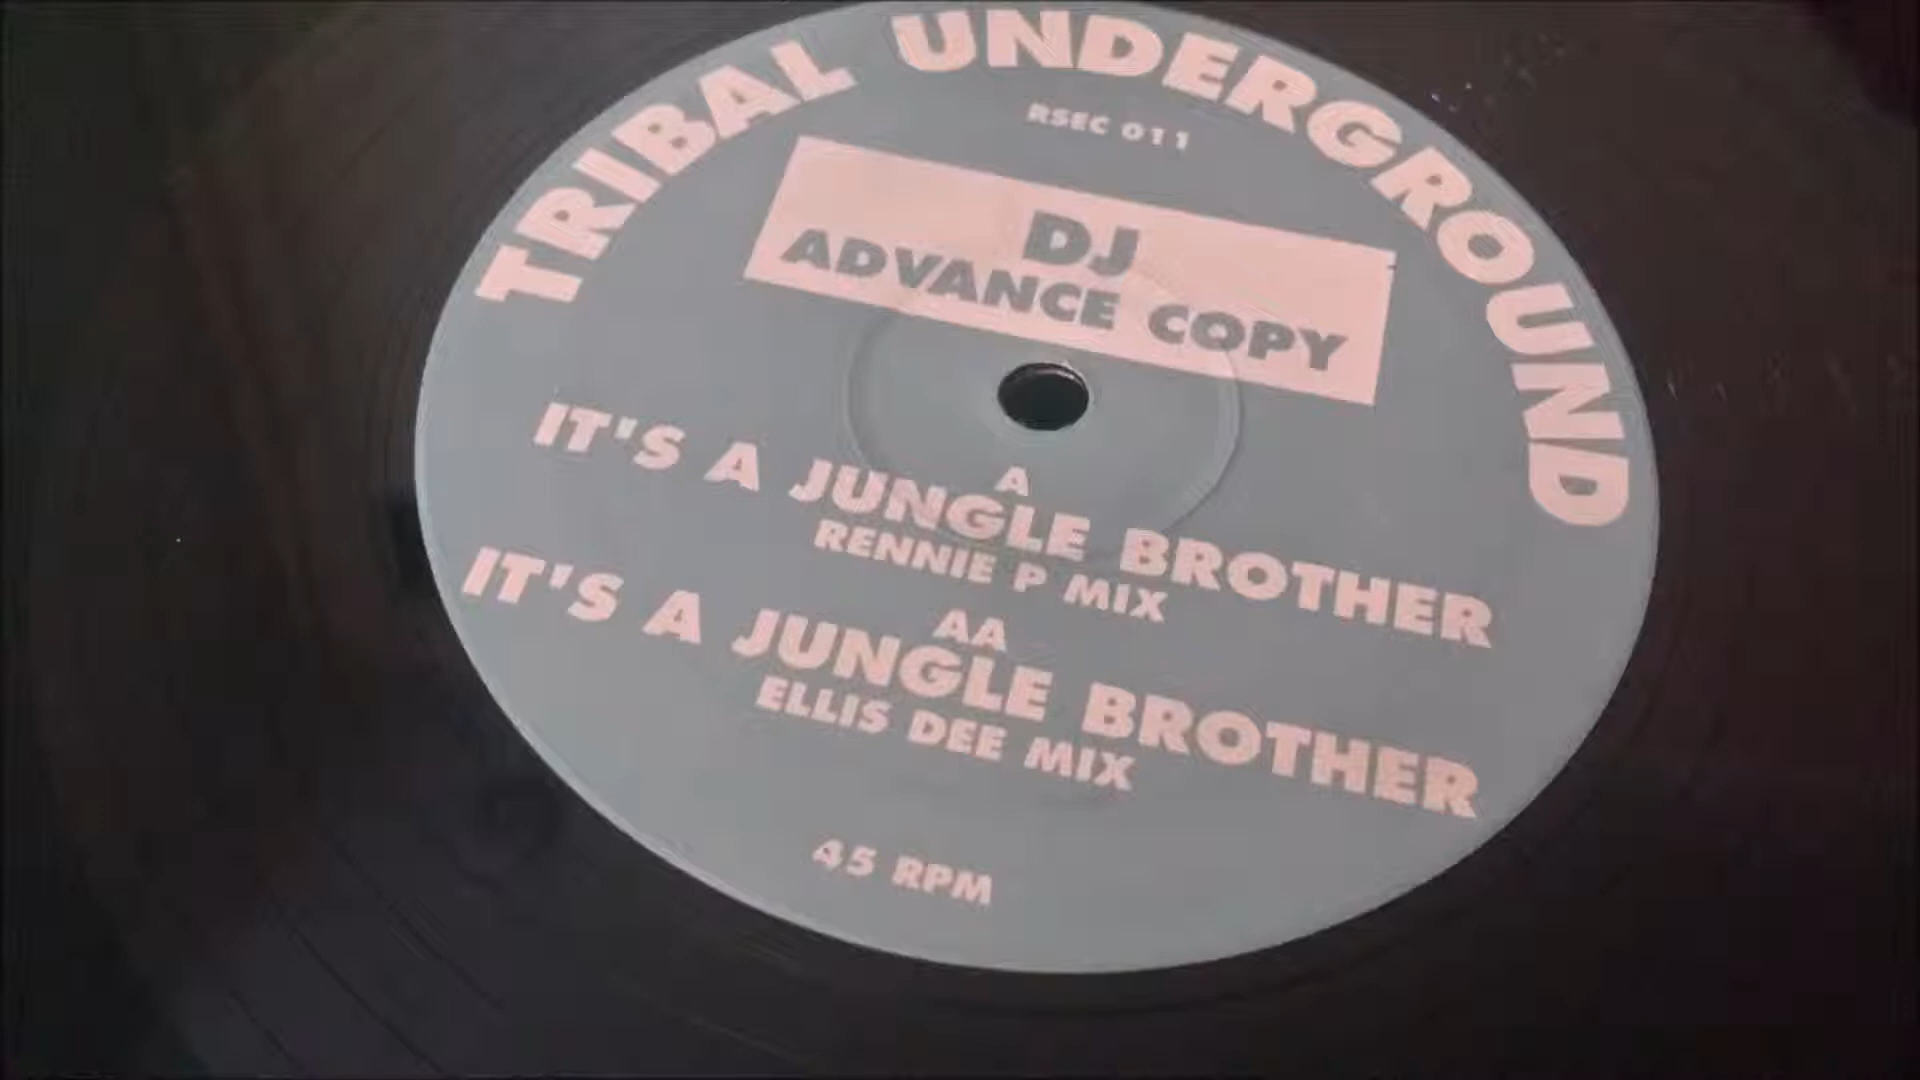 TRIBAL UNDERGROUND
RSEC 011
DJ
ADVANCE COPY
A
IT'S A JUNGLE BROTHER
RENNIE P MIX
AA
IT'S A JUNGLE BROTHER
ELLIS DEE MIX
45 RPM